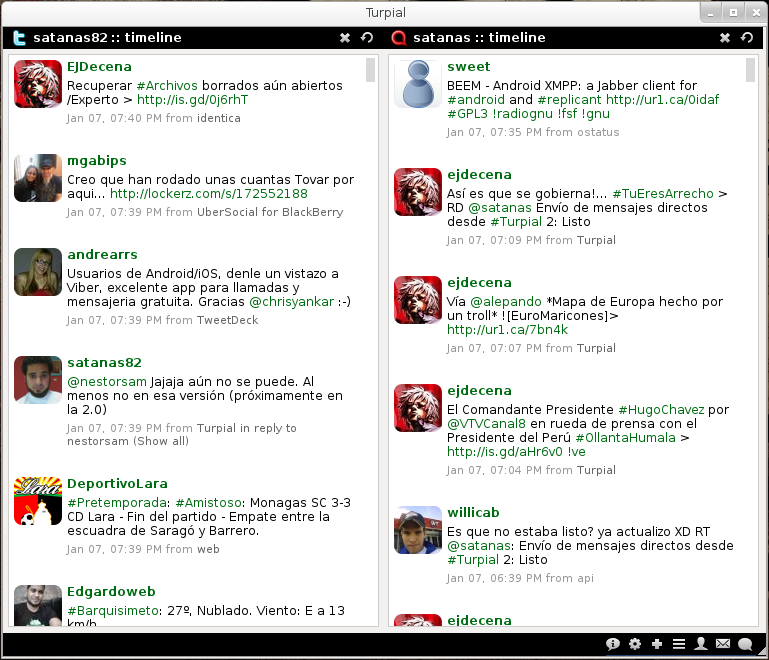 Turpial
satanas82 :: timeline
EJDecena
Recuperar #Archivos borrados aún abiertos
/Experto > http://is.gd/0j6rhT
Jan 07, 07:40 PM from identica
mgabips
Creo que han rodado unas cuantas Tovar por
aqui... http://lockerz.com/s/172552188
Jan 07, 07:39 PM from UberSocial for BlackBerry
andrearrs
Usuarios de Android/iOS, denle un vistazo a
Viber, excelente app para llamadas y
mensajeria gratuita. Gracias @chrisyankar :-)
Jan 07, 07:39 PM from TweetDeck
satanas82
@nestorsam Jajaja aún no se puede. Al
menos no en esa versión (próximamente en
la 2.0)
Jan 07, 07:39 PM from Turpial in reply to
nestorsam (Show all)
DeportivoLara
#Pretemporada: #Amistoso: Monagas SC 3-3
CD Lara - Fin del partido - Empate entre la
escuadra de Saragó y Barrero.
Jan 07, 07:39 PM from web
Edgardoweb
#Barquisimeto: 27º, Nublado. Viento: E a 13
km/h
satanas :: timeline
sweet
BEEM - Android XMPP: a Jabber client for
#android and #replicant http://ur1.ca/0idaf
#GPL3 !radiognu !fsf !gnu
Jan 07, 07:35 PM from ostatus
ejdecena
Así es que se gobierna!... #TuEresArrecho >
RD @satanas Envío de mensajes directos
desde #Turpial 2: Listo
Jan 07, 07:09 PM from Turpial
ejdecena
Vía @alepando *Mapa de Europa hecho por
un troll* ![EuroMaricones]>
http://ur1.ca/7bn4k
Jan 07, 07:07 PM from Turpial
ejdecena
El Comandante Presidente #HugoChavez por
@VTVCanal8 en rueda de prensa con el
Presidente del Perú #OllantaHumala >
http://is.gd/aHr6v0 !ve
Jan 07, 07:04 PM from Turpial
willicab
Es que no estaba listo? ya actualizo XD RT
@satanas: Envío de mensajes directos desde
#Turpial 2: Listo
Jan 07, 06:39 PM from api
ejdecena